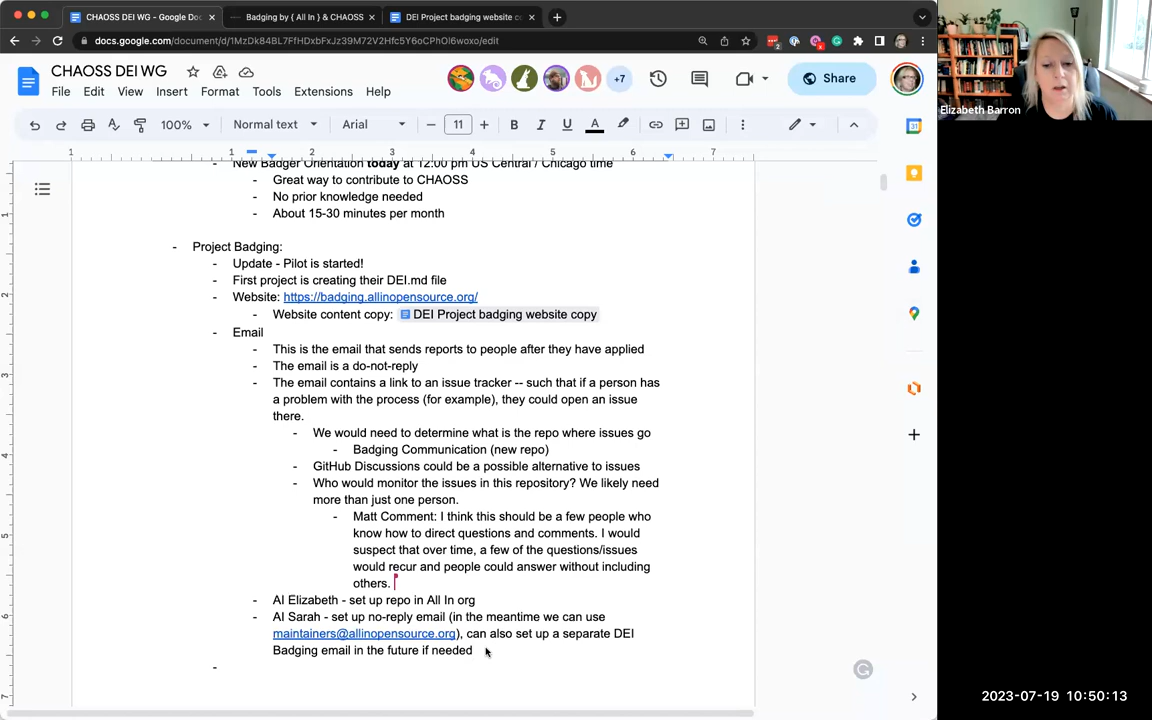 CHAOSS DEI WG - Google Doc
Badging by { All In } & CHAOSS
DEI Project badging website co
docs.google.com/document/d/1MzDk84BL7FfHDxbFxJz39M72V2Hfc5Y6oCPhOl6woxo/edit
CHAOSS DEI WG
File Edit View Insert Format Tools Extensions Help
+7
Share
100%
Normal text
Arial
11
1 1 2 3 4 5 6 7
New Badger Orientation today at 12:00 pm US Central / Chicago time
- Great way to contribute to CHAOSS
- No prior knowledge needed
- About 15-30 minutes per month
- Project Badging:
- Update - Pilot is started!
- First project is creating their DEI.md file
- Website: https://badging.allinopensource.org/
- Website content copy: DEI Project badging website copy
- Email
- This is the email that sends reports to people after they have applied
- The email is a do-not-reply
- The email contains a link to an issue tracker -- such that if a person has
a problem with the process (for example), they could open an issue
there.
- We would need to determine what is the repo where issues go
- Badging Communication (new repo)
- GitHub Discussions could be a possible alternative to issues
- Who would monitor the issues in this repository? We likely need
more than just one person.
- Matt Comment: I think this should be a few people who
know how to direct questions and comments. I would
suspect that over time, a few of the questions/issues
would recur and people could answer without including
others.
- AI Elizabeth - set up repo in All In org
- AI Sarah - set up no-reply email (in the meantime we can use
maintainers@allinopensource.org), can also set up a separate DEI
Badging email in the future if needed
-
Elizabeth Barron
2023-07-19 10:50:13